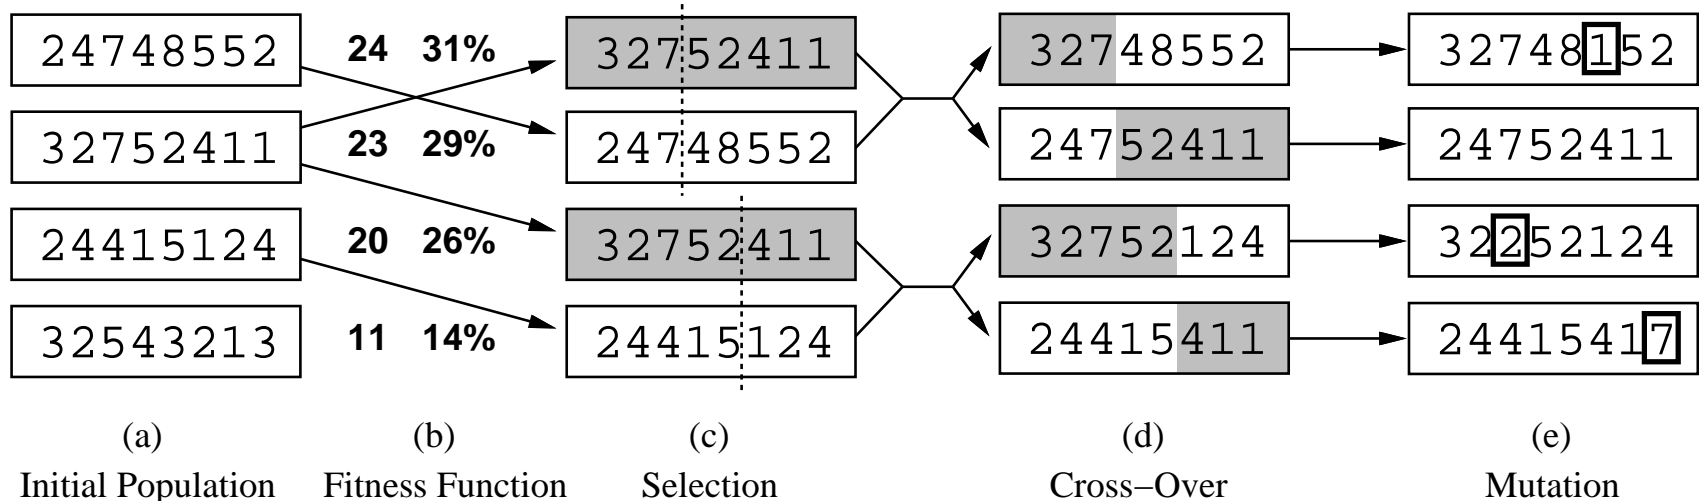 24748552 24 31% 32752411 32748552 32748152
32752411 23 29% 24748552 24752411 24752411
24415124 20 26% 32752411 32752124 32252124
32543213 11 14% 24415124 24415411 24415417
(a) (b) (c) (d) (e)
Initial Population Fitness Function Selection Cross−Over Mutation